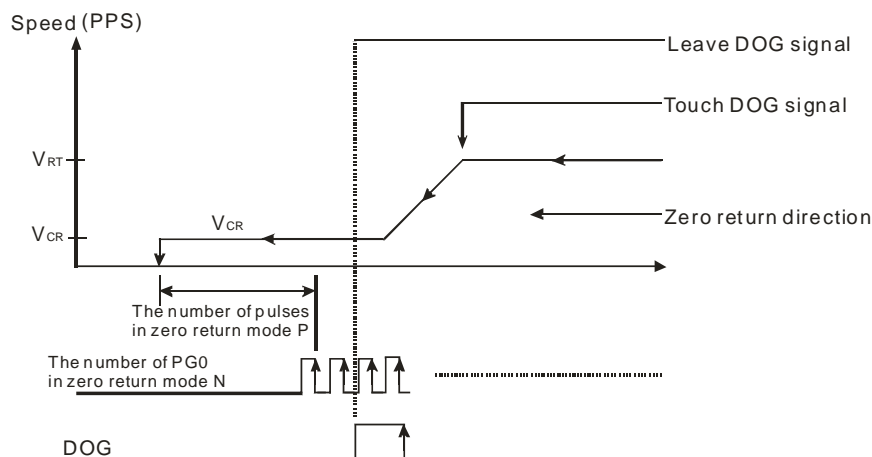 Speed (PPS)
Leave DOG signal
Touch DOG signal
VRT
VCR
Zero return direction
VCR
The number of pulses
in zero return mode P
The number of PG0
in zero return mode N
DOG